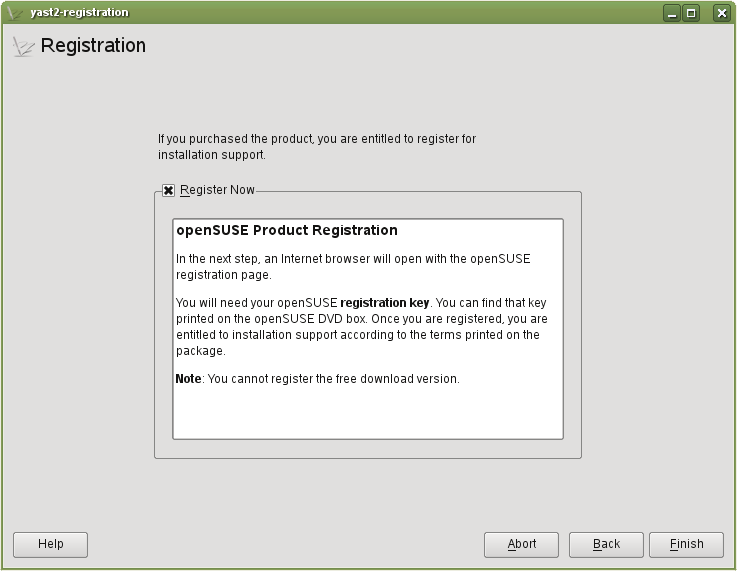 yast2-registration
Registration
If you purchased the product, you are entitled to register for
installation support.
Register Now
openSUSE Product Registration
In the next step, an Internet browser will open with the openSUSE
registration page.
You will need your openSUSE registration key. You can find that key
printed on the openSUSE DVD box. Once you are registered, you are
entitled to installation support according to the terms printed on the
package.
Note: You cannot register the free download version.
Help
Abort
Back
Finish